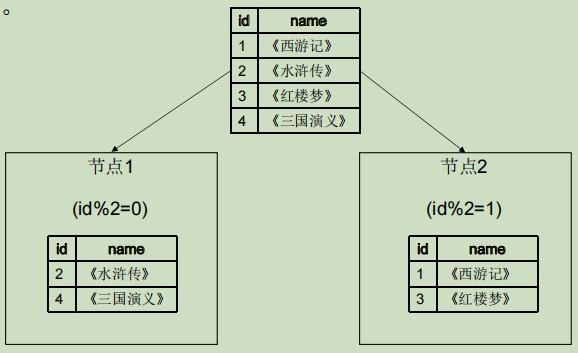 。
id name
1 《西游记》
2 《水浒传》
3 《红楼梦》
4 《三国演义》
节点1
(id%2=0)
id name
2 《水浒传》
4 《三国演义》
节点2
(id%2=1)
id name
1 《西游记》
3 《红楼梦》